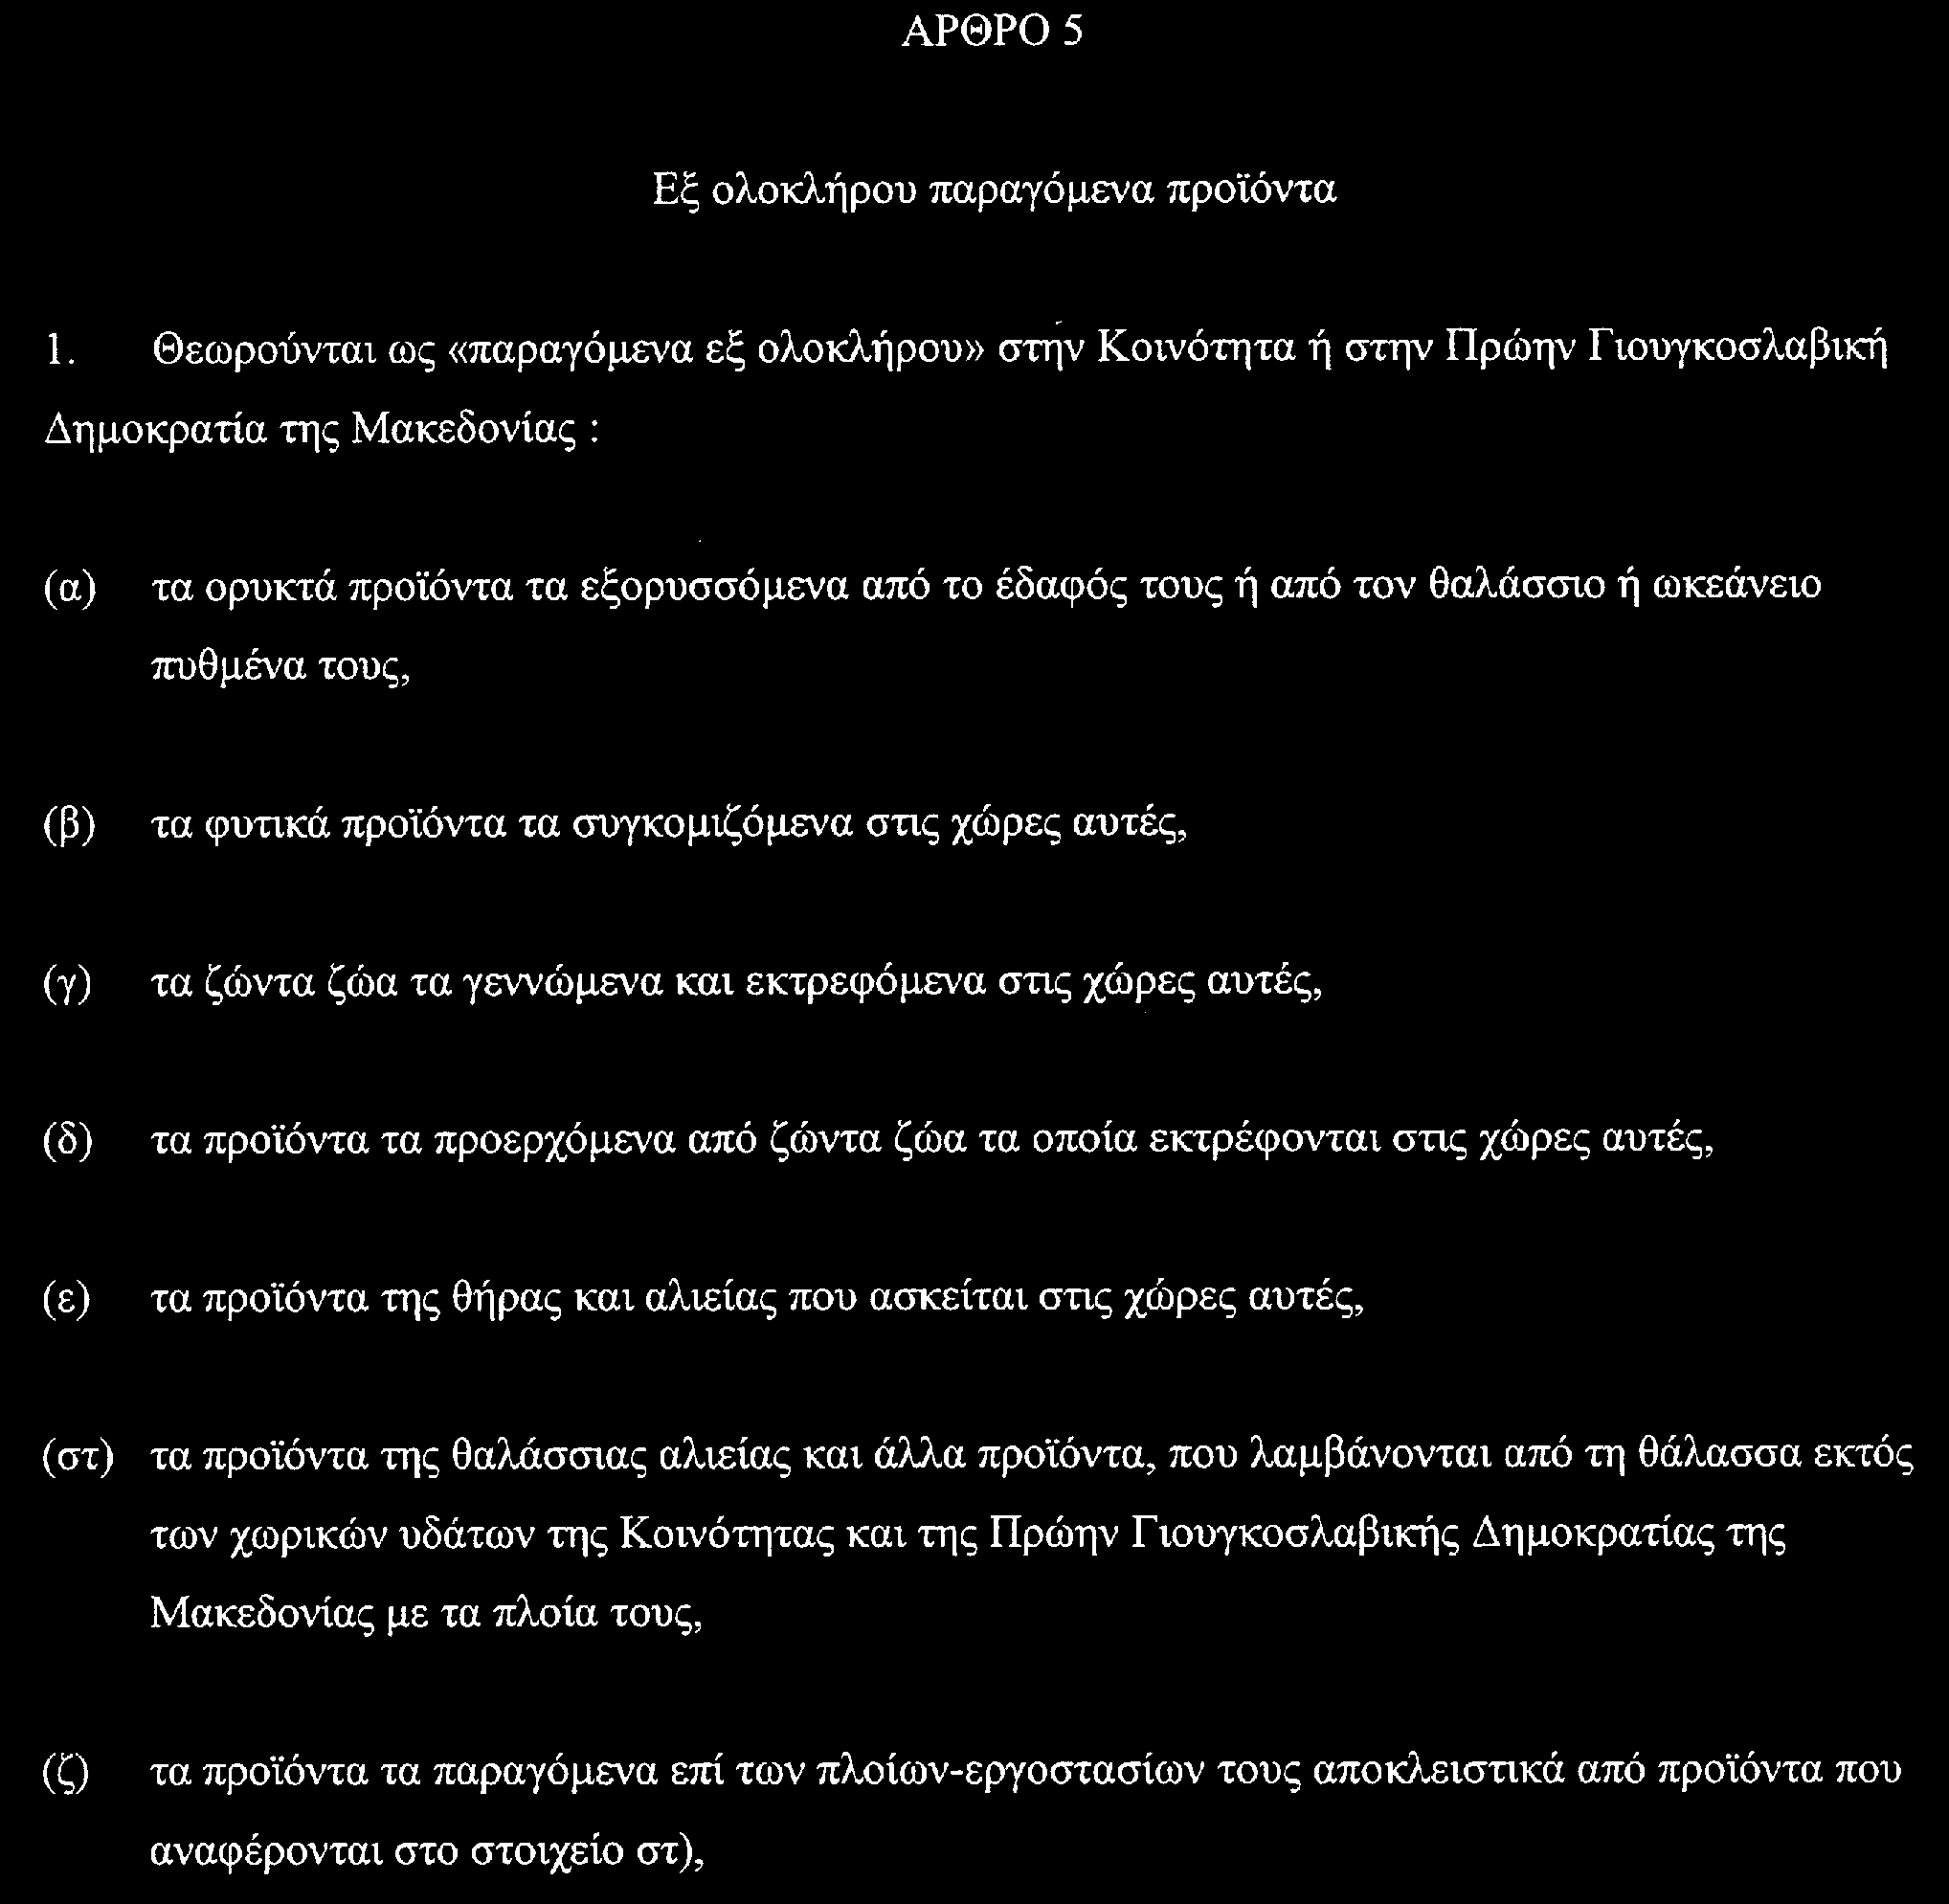 ΑΡΘΡΟ 5
Εξ ολοκλήρου παραγόμενα προϊόντα
1. Θεωρούνται ως «παραγόμενα εξ ολοκλήρου» στην Κοινότητα ή στην Πρώην Γιουγκοσλαβική
Δημοκρατία της Μακεδονίας :
(α) τα ορυκτά προϊόντα τα εξορυσσόμενα από το έδαφός τους ή από τον θαλάσσιο ή ωκεάνειο
πυθμένα τους,
(β) τα φυτικά προϊόντα τα συγκομιζόμενα στις χώρες αυτές,
(γ) τα ζώντα ζώα τα γεννώμενα και εκτρεφόμενα στις χώρες αυτές,
(δ) τα προϊόντα τα προερχόμενα από ζώντα ζώα τα οποία εκτρέφονται στις χώρες αυτές,
(ε) τα προϊόντα της θήρας και αλιείας που ασκείται στις χώρες αυτές,
(στ) τα προϊόντα της θαλάσσιας αλιείας και άλλα προϊόντα, που λαμβάνονται από τη θάλασσα εκτός
των χωρικών υδάτων της Κοινότητας και της Πρώην Γιουγκοσλαβικής Δημοκρατίας της
Μακεδονίας με τα πλοία τους,
(ζ) τα προϊόντα τα παραγόμενα επί των πλοίων-εργοστασίων τους αποκλειστικά από προϊόντα που
αναφέρονται στο στοιχείο στ),